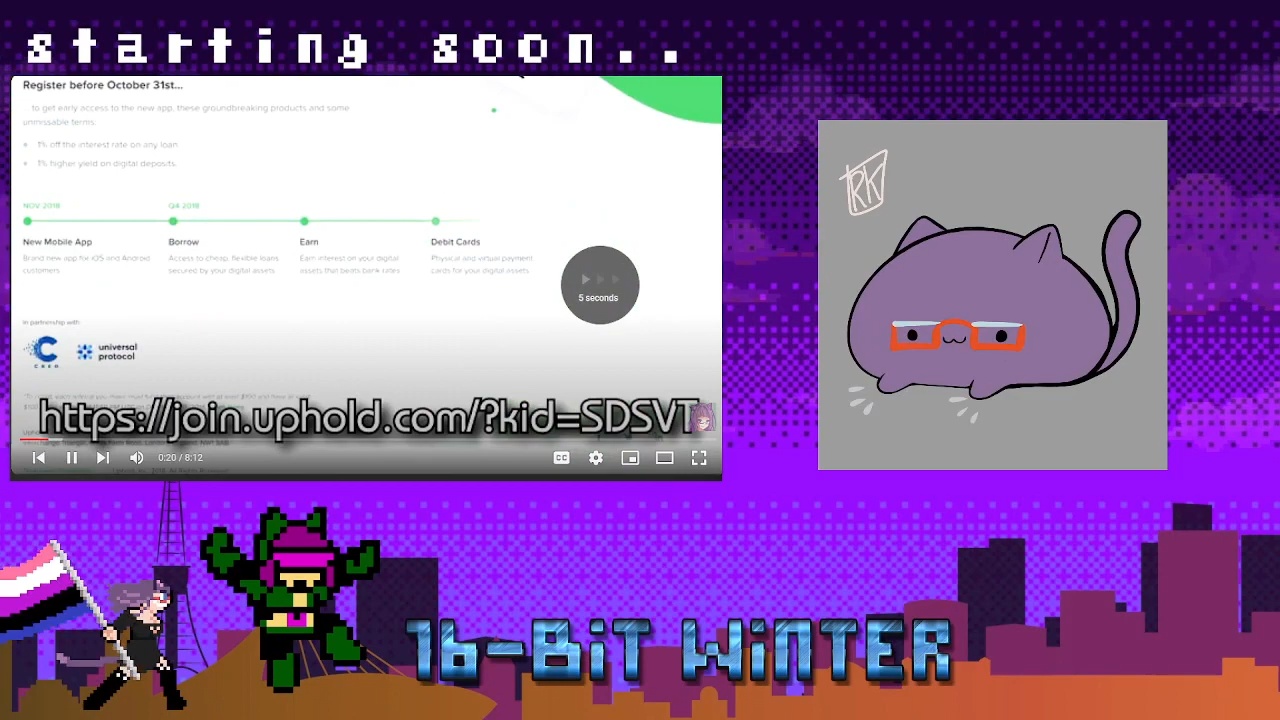 starting soon..
Register before October 31st...
to get early access to the new app, these groundbreaking products and some
unmissable terms:
1% off the interest rate on any loan
1% higher yield on digital deposits.
NOV 2018 Q4 2018
New Mobile App Borrow Earn Debit Cards
Brand new app for iOS and Android Access to cheap, flexible loans Earn interest on your digital Physical and virtual payment
customers secured by your digital assets assets that beats bank rates cards for your digital assets
5 seconds
In partnership with:
C universal
CRED protocol
https://join.uphold.com/?kid=SDSVT
0:20 / 8:12 CC
RK
16-BiT WiNTER